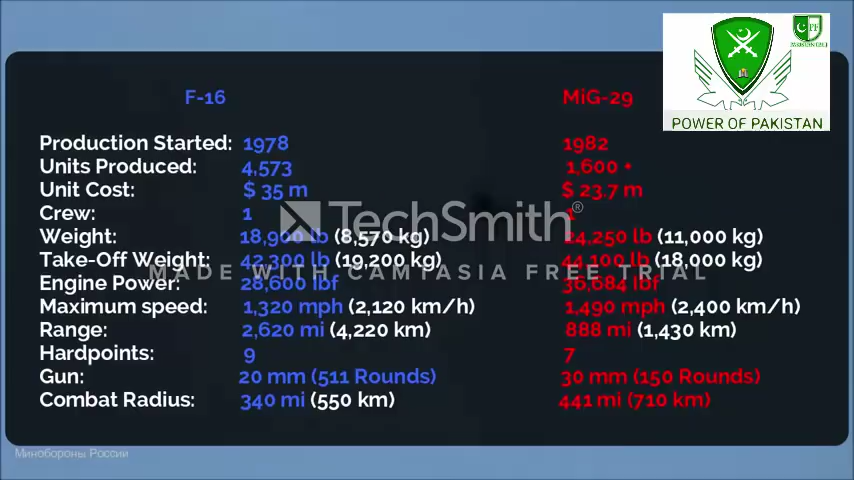 F-16
MiG-29
POWER OF PAKISTAN
Production Started: 1978 1982
Units Produced: 4,573 1,600 +
Unit Cost: $ 35 m $ 23.7 m
Crew: 1 1
TechSmith®
Weight: 18,900 lb (8,570 kg) 24,250 lb (11,000 kg)
Take-Off Weight: 42,300 lb (19,200 kg) 44,100 lb (18,000 kg)
MADE WITH CAMTASIA FREE TRIAL
Engine Power: 28,600 lbf 36,684 lbf
Maximum speed: 1,320 mph (2,120 km/h) 1,490 mph (2,400 km/h)
Range: 2,620 mi (4,220 km) 888 mi (1,430 km)
Hardpoints: 9 7
Gun: 20 mm (511 Rounds) 30 mm (150 Rounds)
Combat Radius: 340 mi (550 km) 441 mi (710 km)
Минобороны России